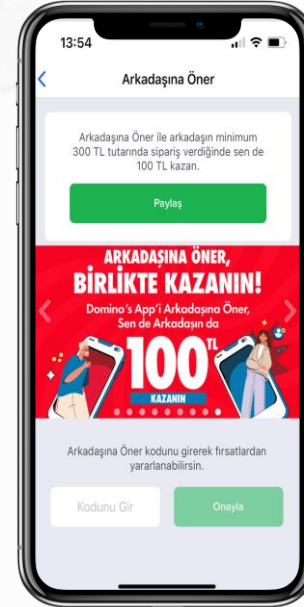 13:54
Arkadaşına Öner
Arkadaşına Öner ile arkadaşın minimum
300 TL tutarında sipariş verdiğinde sen de
100 TL kazan.
Paylaş
ARKADAŞINA ÖNER,
BİRLİKTE KAZANIN!
Domino's App'i Arkadaşına Öner,
Sen de Arkadaşın da
100 TL
KAZANIN
Arkadaşına Öner kodunu girerek fırsatlardan
yararlanabilirsin.
Kodunu Gir
Onayla